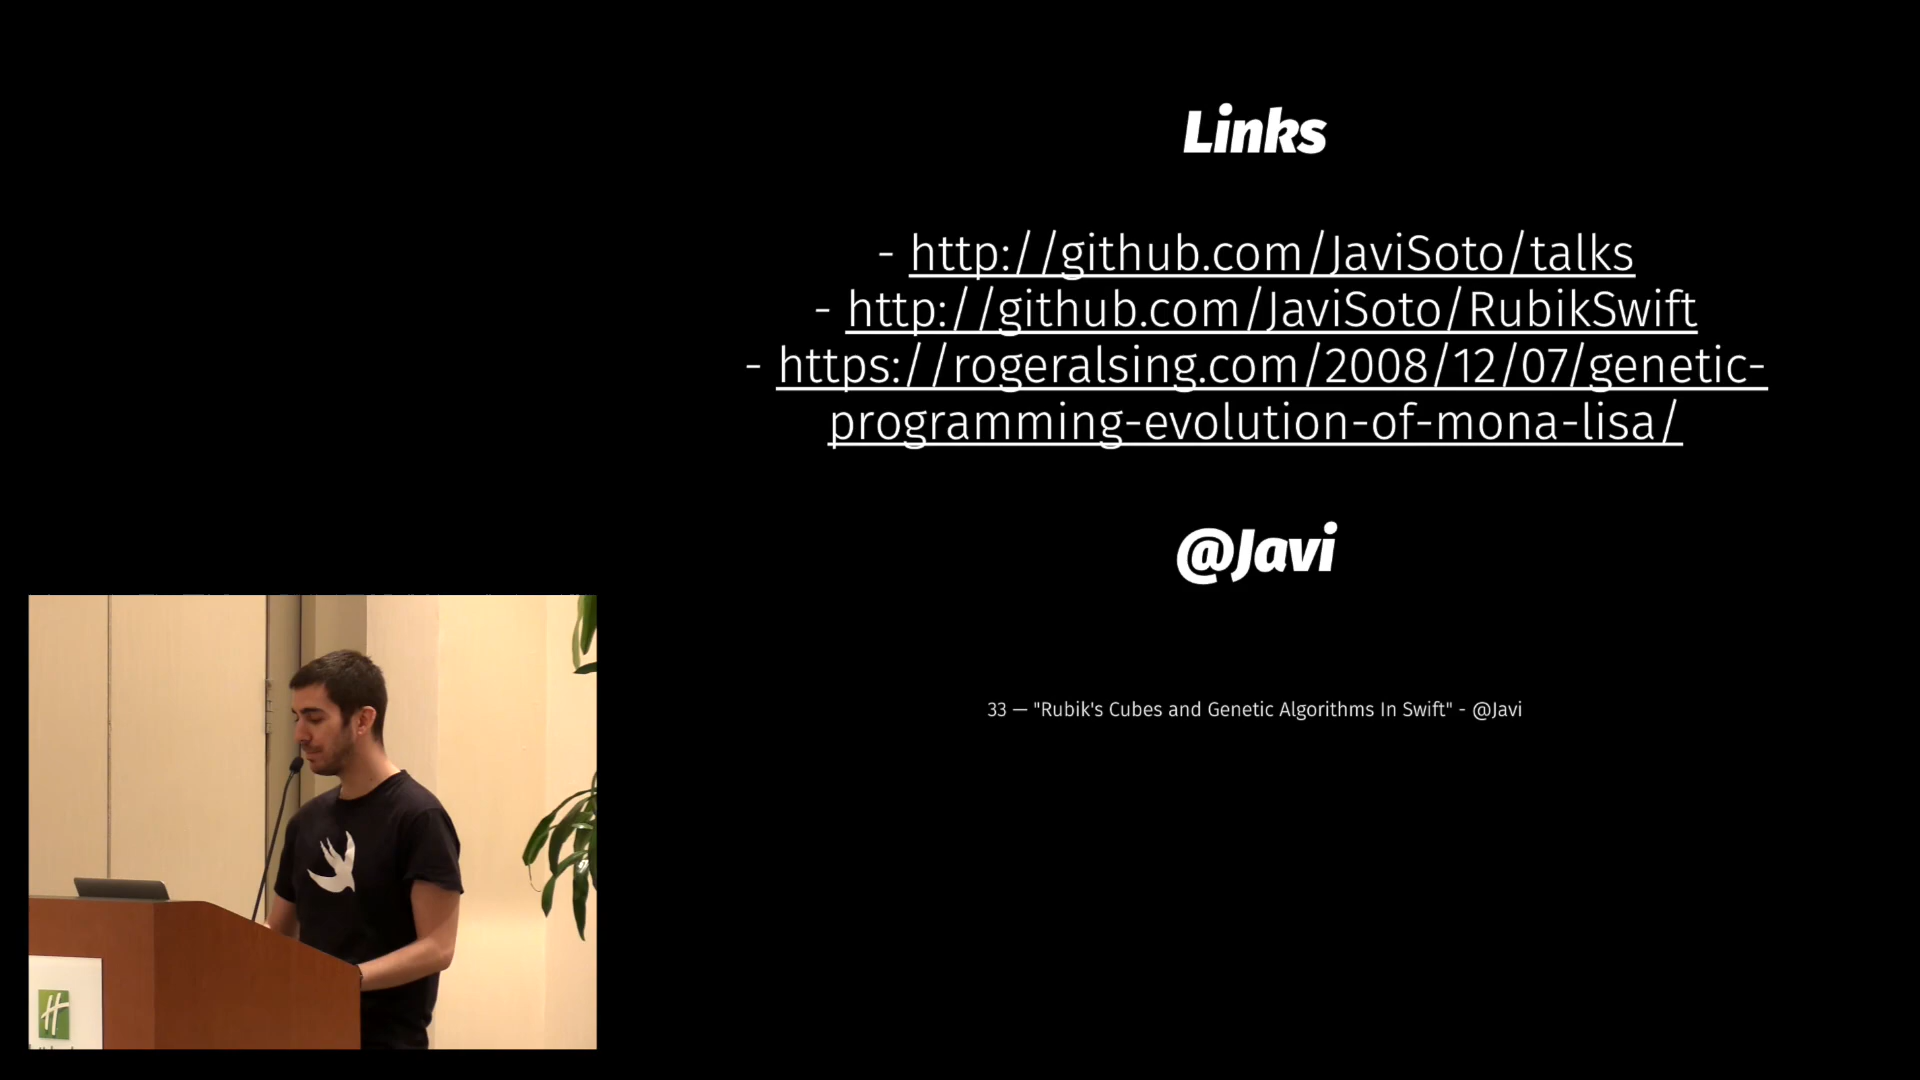 Links
- http://github.com/JaviSoto/talks
- http://github.com/JaviSoto/RubikSwift
- https://rogeralsing.com/2008/12/07/genetic-
programming-evolution-of-mona-lisa/
@Javi
33 — "Rubik's Cubes and Genetic Algorithms In Swift" - @Javi
H